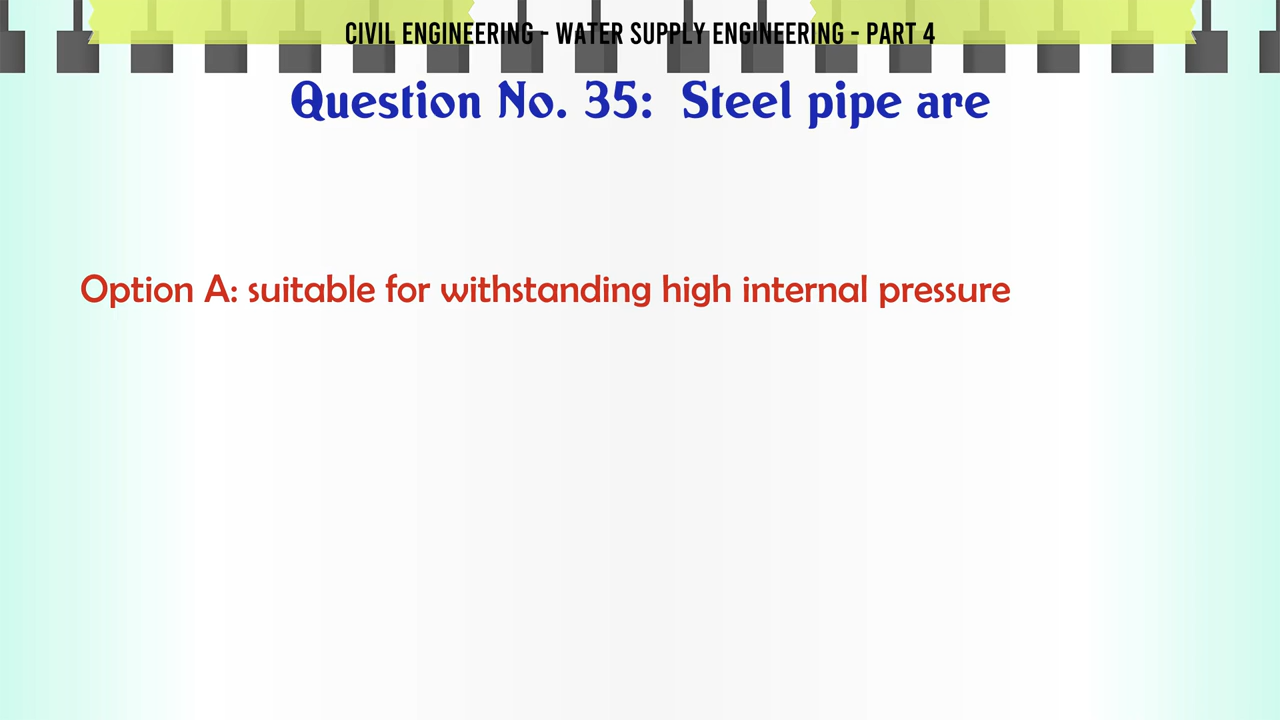 CIVIL ENGINEERING - WATER SUPPLY ENGINEERING - PART 4
Question No. 35: Steel pipe are
Option A: suitable for withstanding high internal pressure